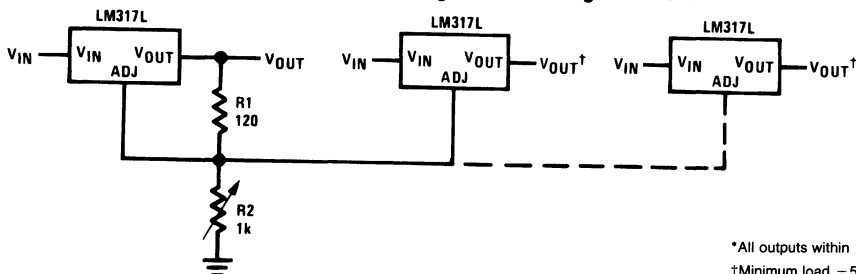 LM317L
VIN
VIN
VOUT
ADJ
VOUT
R1
120
R2
1k
LM317L
VIN
VIN
VOUT
ADJ
VOUT†
LM317L
VIN
VIN
VOUT
ADJ
VOUT†
*All outputs within
†Minimum load −5